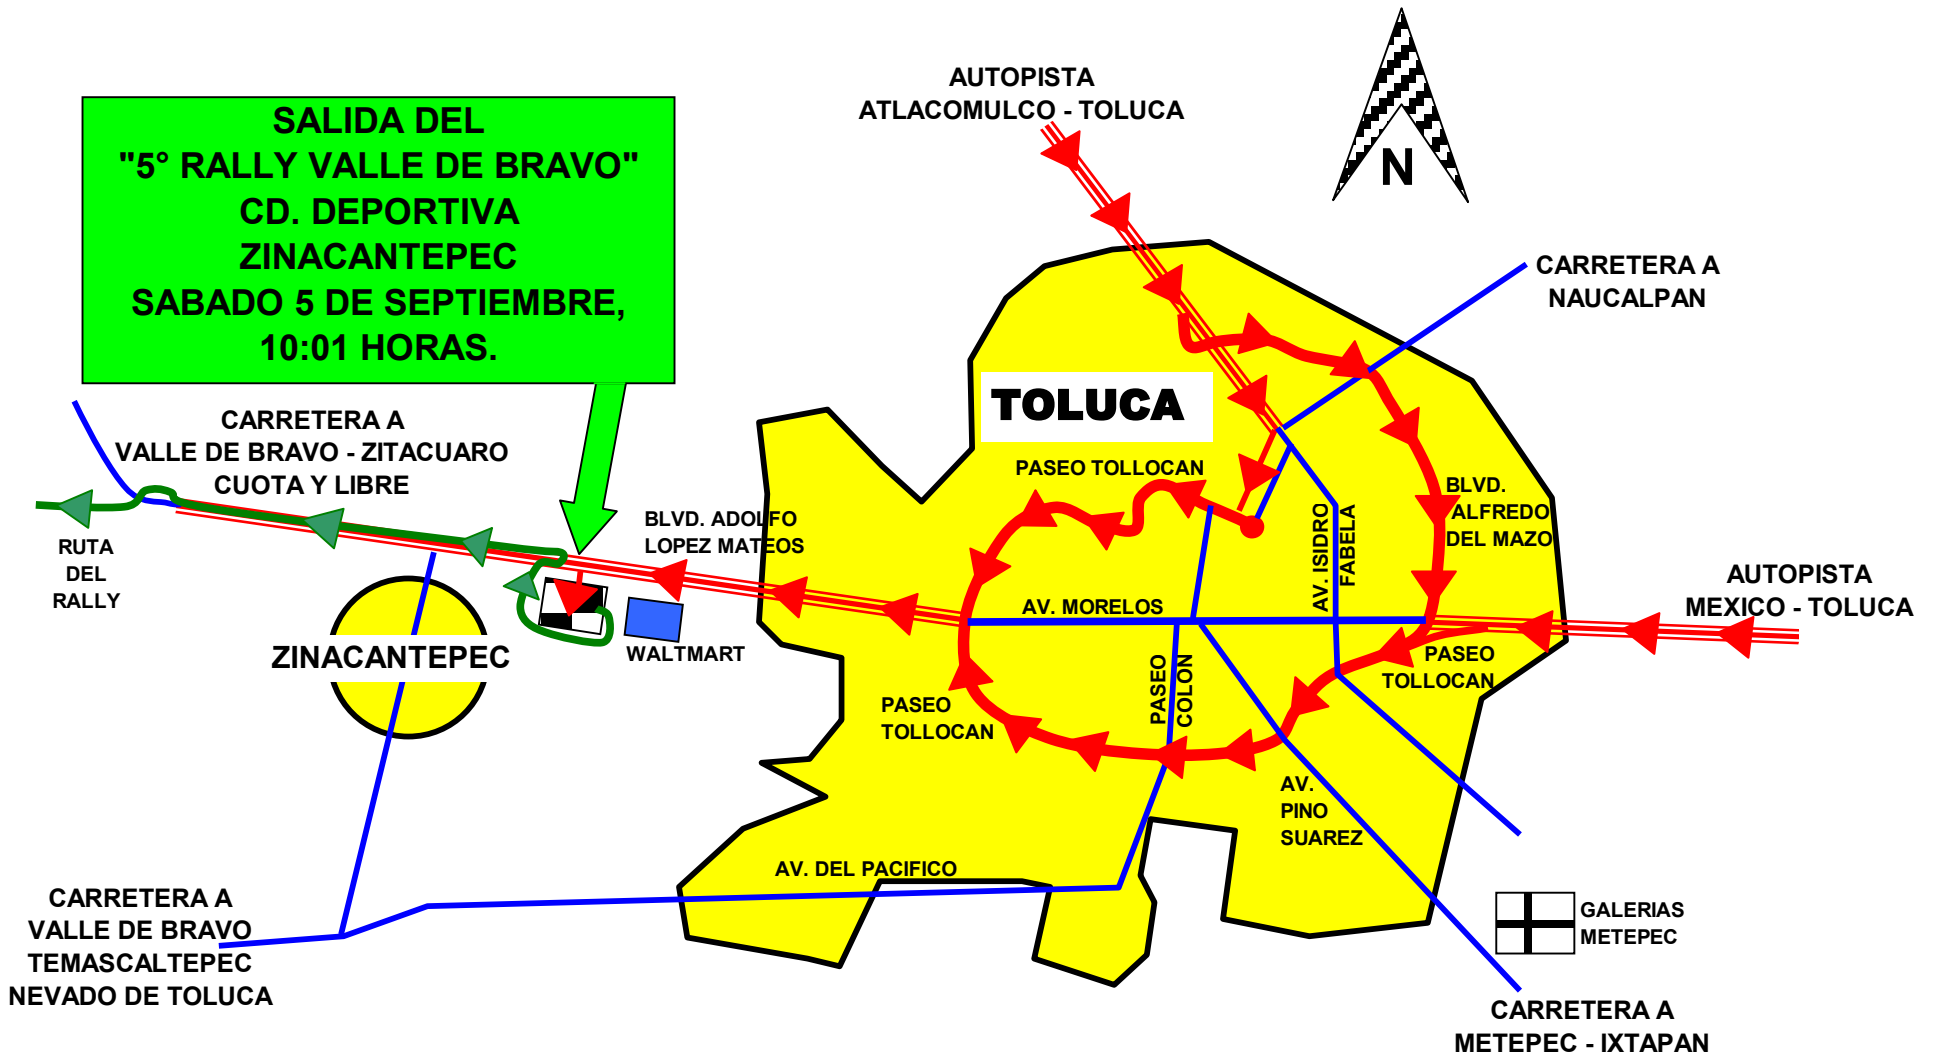 AUTOPISTA
ATLACOMULCO - TOLUCA
SALIDA DEL
"5° RALLY VALLE DE BRAVO"
CD. DEPORTIVA
ZINACANTEPEC
SABADO 5 DE SEPTIEMBRE,
10:01 HORAS.
N
CARRETERA A
NAUCALPAN
TOLUCA
CARRETERA A
VALLE DE BRAVO - ZITACUARO
CUOTA Y LIBRE
PASEO TOLLOCAN
BLVD.
ALFREDO
DEL MAZO
BLVD. ADOLFO
LOPEZ MATEOS
AV. ISIDRO
FABELA
RUTA
DEL
RALLY
AUTOPISTA
MEXICO - TOLUCA
AV. MORELOS
WALTMART
ZINACANTEPEC
PASEO
TOLLOCAN
PASEO
COLON
PASEO
TOLLOCAN
AV.
PINO
SUAREZ
AV. DEL PACIFICO
CARRETERA A
VALLE DE BRAVO
TEMASCALTEPEC
NEVADO DE TOLUCA
GALERIAS
METEPEC
CARRETERA A
METEPEC - IXTAPAN